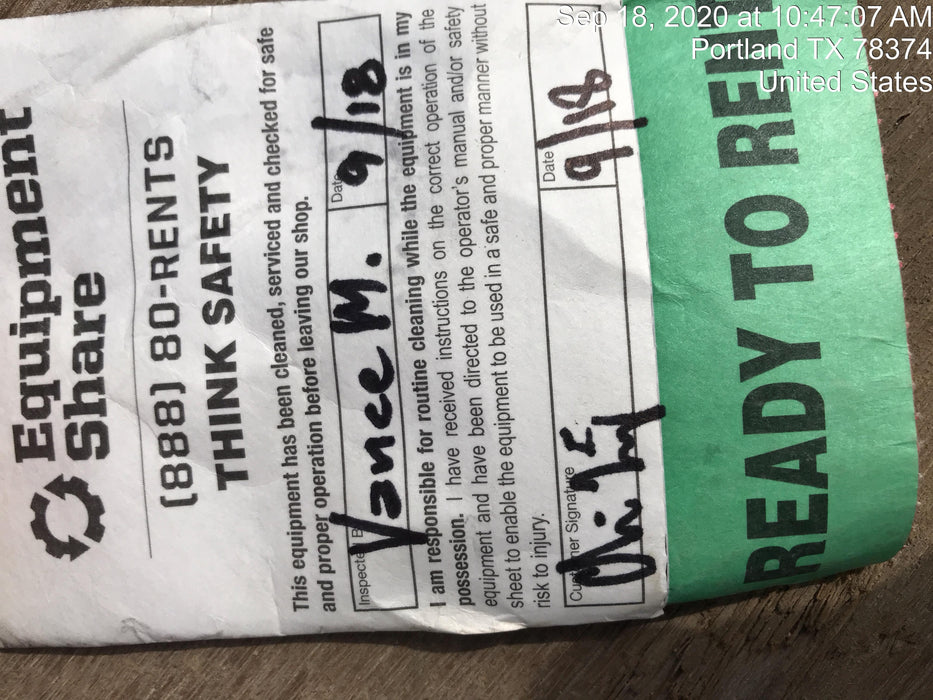 Sep 18, 2020 at 10:47:07 AM
Portland TX 78374
United States
Equipment
Share
(888) 80-RENTS
THINK SAFETY
This equipment has been cleaned, serviced and checked for safe
and proper operation before leaving our shop.
Inspected B
Date
Vance M. 9/18
I am responsible for routine cleaning while the equipment is in my
possession. I have received instructions on the correct operation of the
equipment and have been directed to the operator's manual and/or safety
sheet to enable the equipment to be used in a safe and proper manner without
risk to injury.
Customer Signature
Date
9/18
READY TO REN